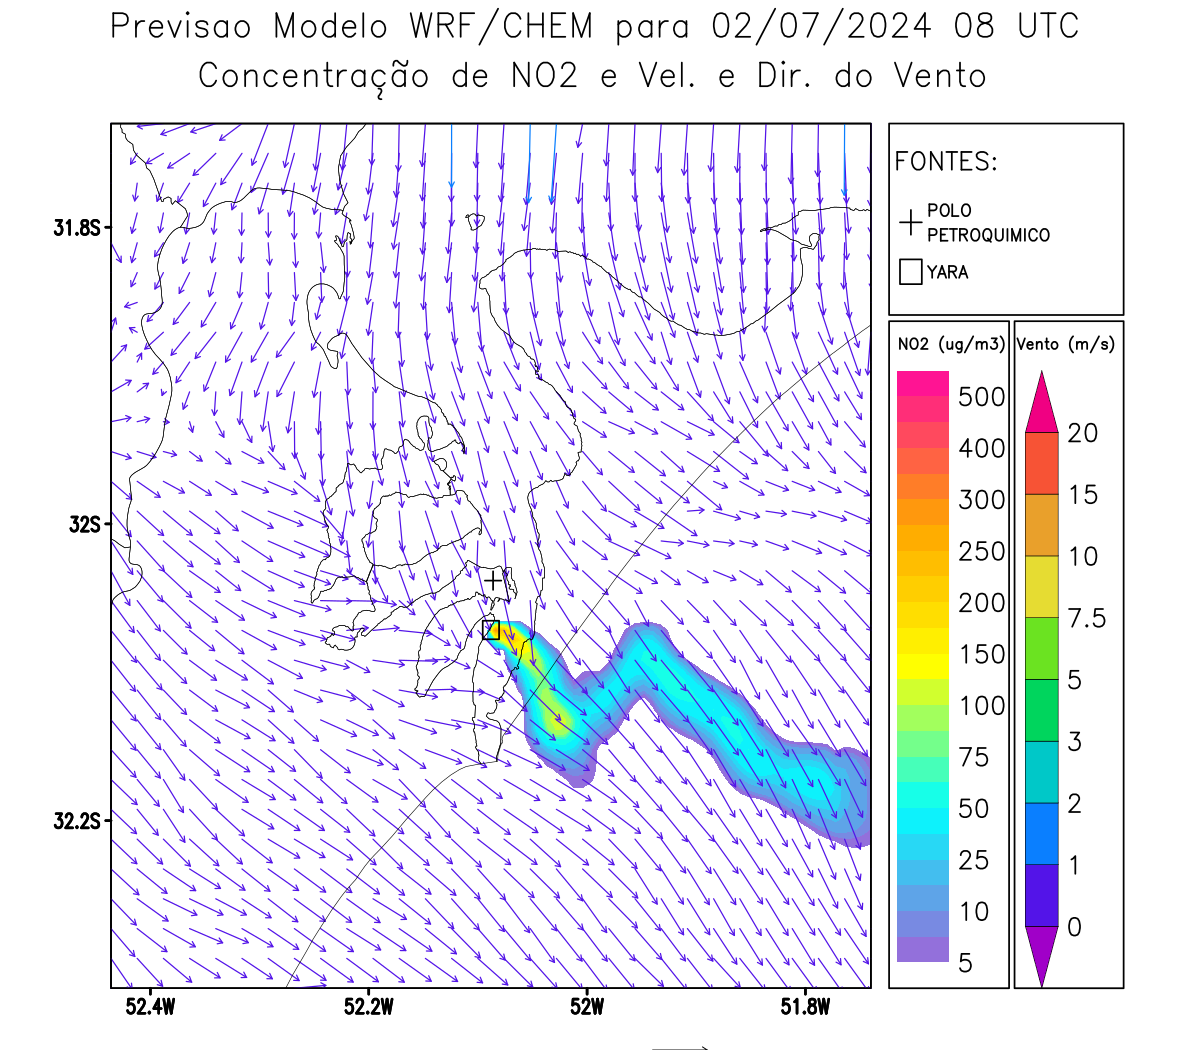 Previsao Modelo WRF/CHEM para 02/07/2024 08 UTC
Concentração de NO2 e Vel. e Dir. do Vento
FONTES:
POLO
PETROQUIMICO
YARA
31.8S
32S
32.2S
52.4W
52.2W
52W
51.8W
NO2 (ug/m3)
500
400
300
250
200
150
100
75
50
25
10
5
Vento (m/s)
20
15
10
7.5
5
3
2
1
0